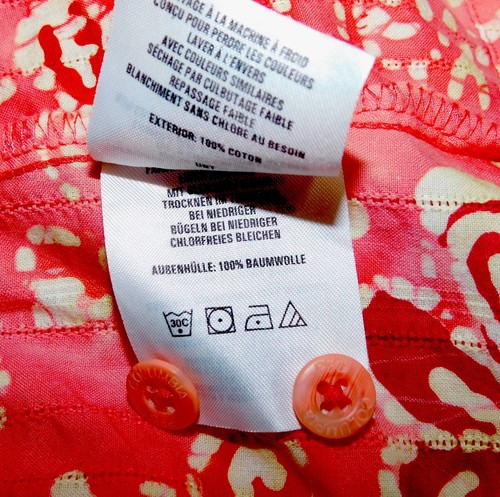 NETTOYAGE À LA MACHINE À FROID
CONÇU POUR PERDRE LES COULEURS
LAVER À L'ENVERS
AVEC COULEURS SIMILAIRES
SÉCHAGE PAR CULBUTAGE FAIBLE
REPASSAGE FAIBLE
BLANCHIMENT SANS CHLORE AU BESOIN
EXTERIOR: 100% COTON
TROCKNEN
BEI NIEDRIGER
BÜGELN BEI NIEDRIGER
CHLORFREIES BLEICHEN
AUßENHÜLLE: 100% BAUMWOLLE
30C
COLUMBIA
COLUMBIA